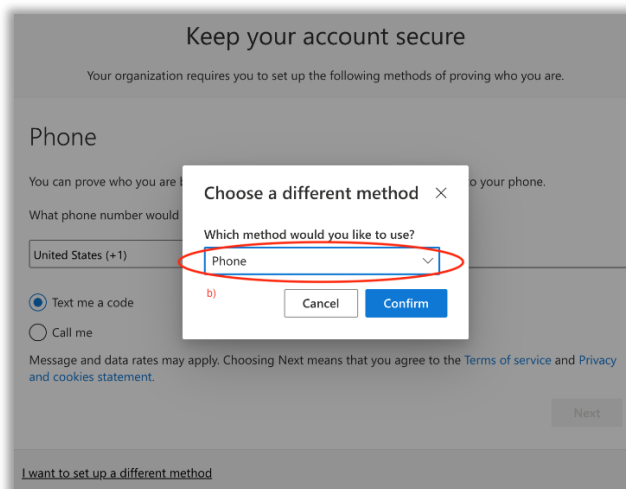 Keep your account secure
Your organization requires you to set up the following methods of proving who you are.
Phone
You can prove who you are b
o your phone.
What phone number would
United States (+1)
Choose a different method
Which method would you like to use?
Phone
b)
Cancel
Confirm
Text me a code
Call me
Message and data rates may apply. Choosing Next means that you agree to the Terms of service and Privacy
and cookies statement.
Next
I want to set up a different method